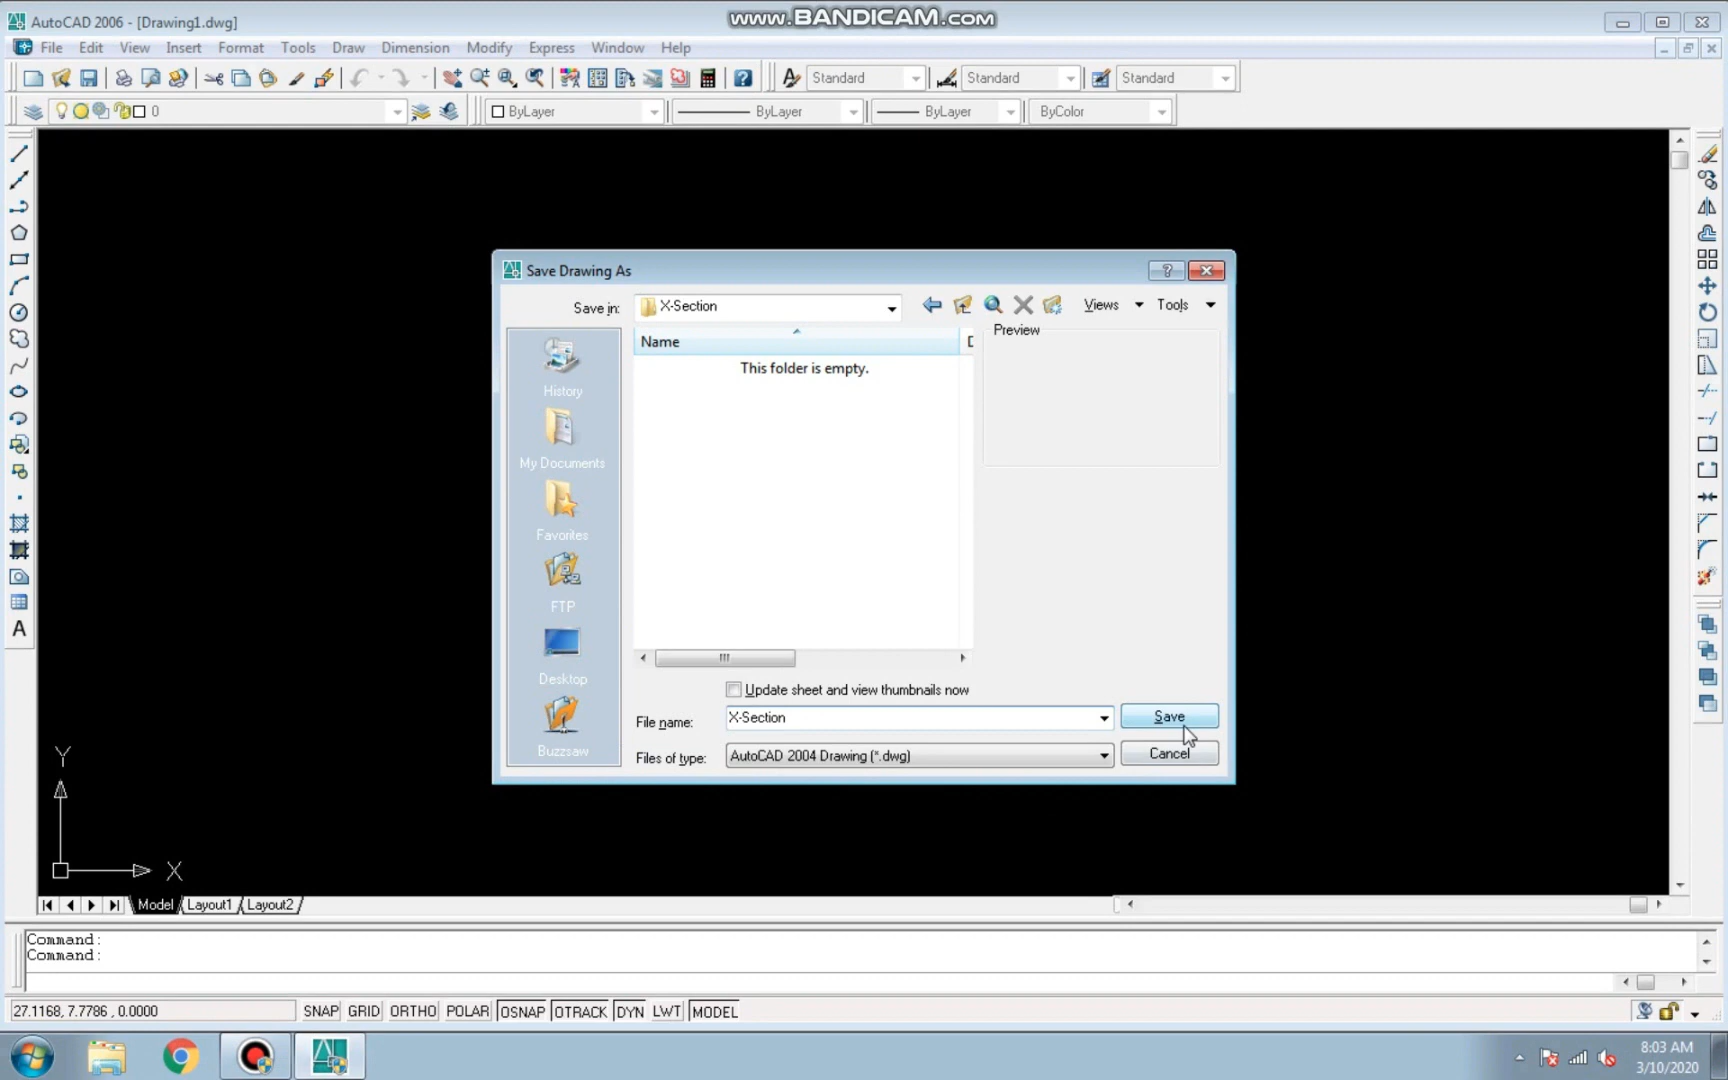 AutoCAD 2006 - [Drawing1.dwg]
www.BANDICAM.com
File Edit View Insert Format Tools Draw Dimension Modify Express Window Help
Standard Standard Standard
0 ByLayer ByLayer ByLayer ByColor
Save Drawing As
Save in: X-Section Views Tools
Name D
Preview
This folder is empty.
History
My Documents
Favorites
FTP
Desktop
Buzzsaw
Update sheet and view thumbnails now
File name: X-Section Save
Files of type: AutoCAD 2004 Drawing (*.dwg) Cancel
Y
X
Model Layout1 Layout2
Command:
Command:
27.1168, 7.7786 , 0.0000 SNAP GRID ORTHO POLAR OSNAP OTRACK DYN LWT MODEL
8:03 AM
3/10/2020
A